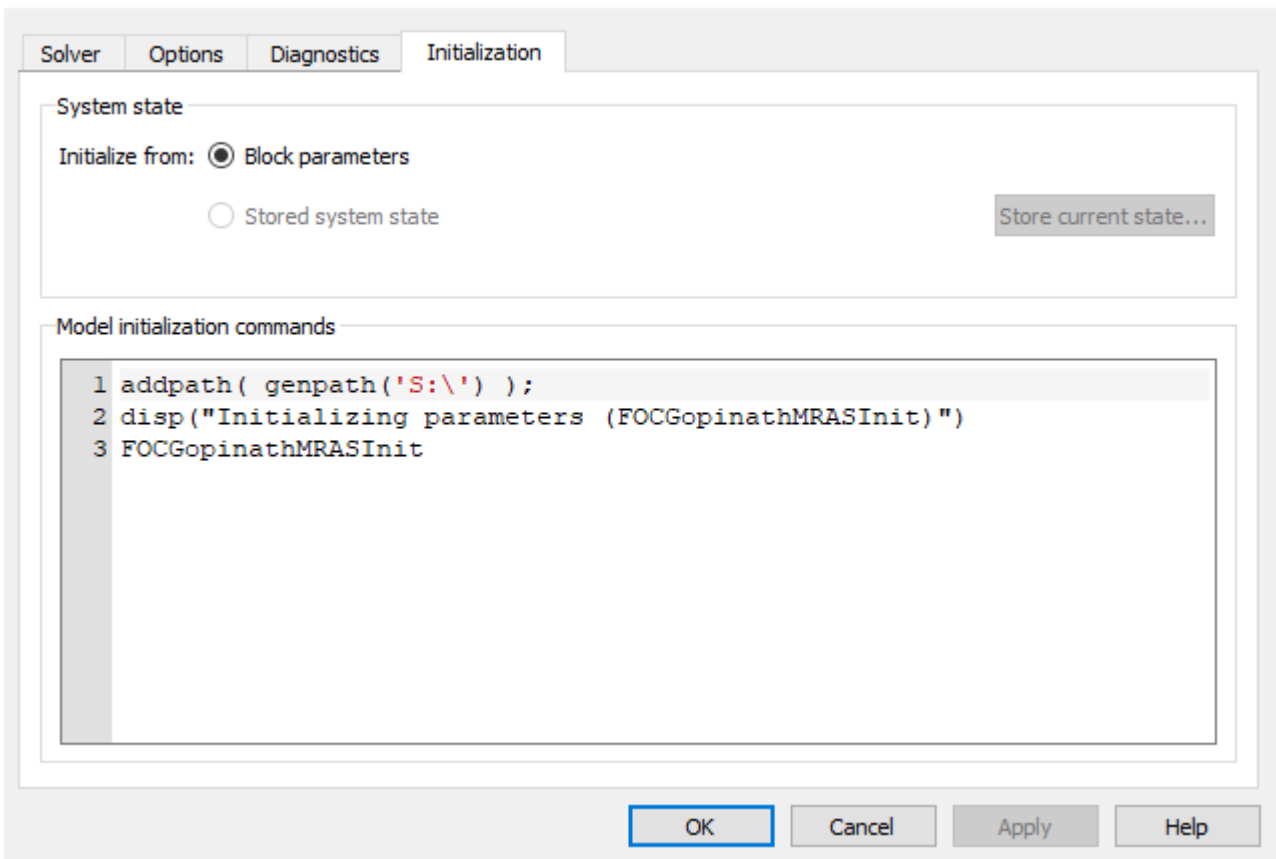 Solver Options Diagnostics Initialization
System state
Initialize from: Block parameters
Stored system state Store current state...
Model initialization commands
1 addpath( genpath('S:\') );
2 disp("Initializing parameters (FOCGopinathMRASInit)")
3 FOCGopinathMRASInit
OK Cancel Apply Help